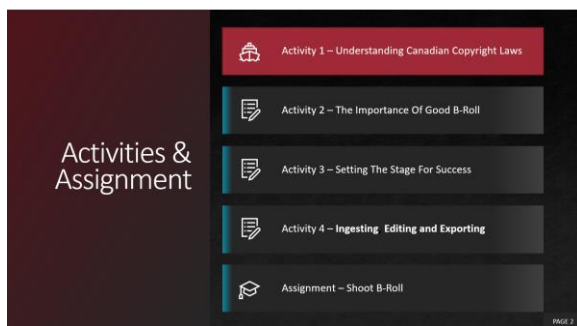 Activities &
Assignment
Activity 1 – Understanding Canadian Copyright Laws
Activity 2 – The Importance Of Good B-Roll
Activity 3 – Setting The Stage For Success
Activity 4 – Ingesting, Editing and Exporting
Assignment – Shoot B-Roll
PAGE 2